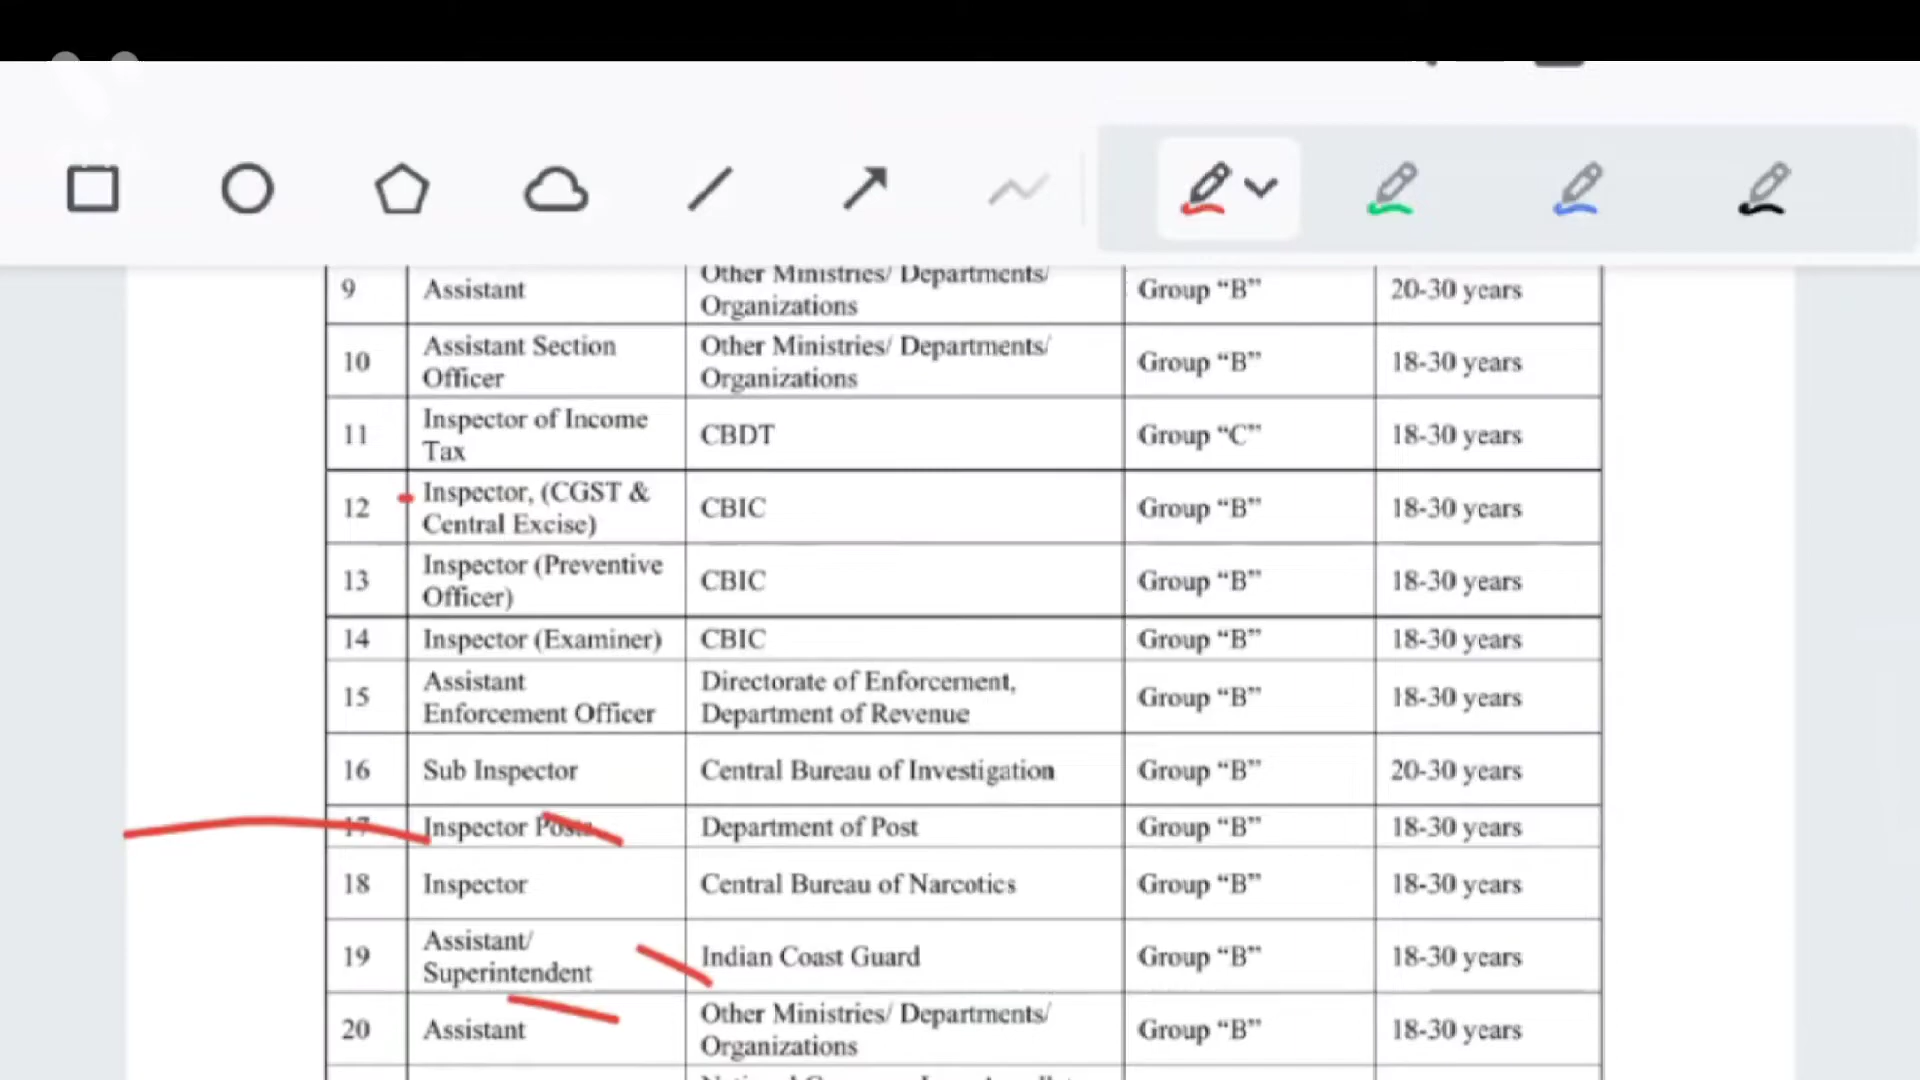 9 Assistant Other Ministries/ Departments/ Organizations Group “B” 20-30 years
10 Assistant Section Officer Other Ministries/ Departments/ Organizations Group “B” 18-30 years
11 Inspector of Income Tax CBDT Group “C” 18-30 years
12 Inspector, (CGST & Central Excise) CBIC Group “B” 18-30 years
13 Inspector (Preventive Officer) CBIC Group “B” 18-30 years
14 Inspector (Examiner) CBIC Group “B” 18-30 years
15 Assistant Enforcement Officer Directorate of Enforcement, Department of Revenue Group “B” 18-30 years
16 Sub Inspector Central Bureau of Investigation Group “B” 20-30 years
17 Inspector Posts Department of Post Group “B” 18-30 years
18 Inspector Central Bureau of Narcotics Group “B” 18-30 years
19 Assistant/ Superintendent Indian Coast Guard Group “B” 18-30 years
20 Assistant Other Ministries/ Departments/ Organizations Group “B” 18-30 years